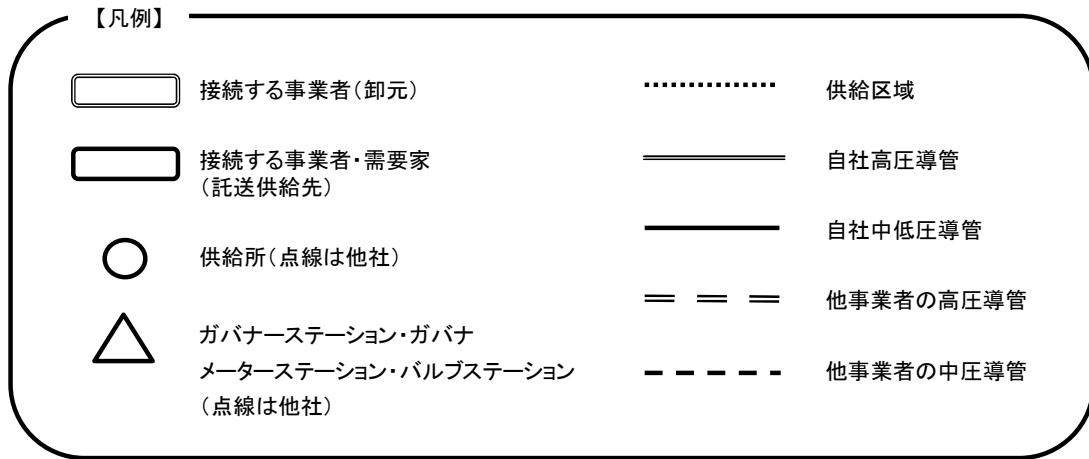 【凡例】
接続する事業者(卸元)
接続する事業者・需要家
(託送供給先)
供給所(点線は他社)
ガバナーステーション・ガバナ
メーターステーション・バルブステーション
(点線は他社)
供給区域
自社高圧導管
自社中低圧導管
他事業者の高圧導管
他事業者の中圧導管